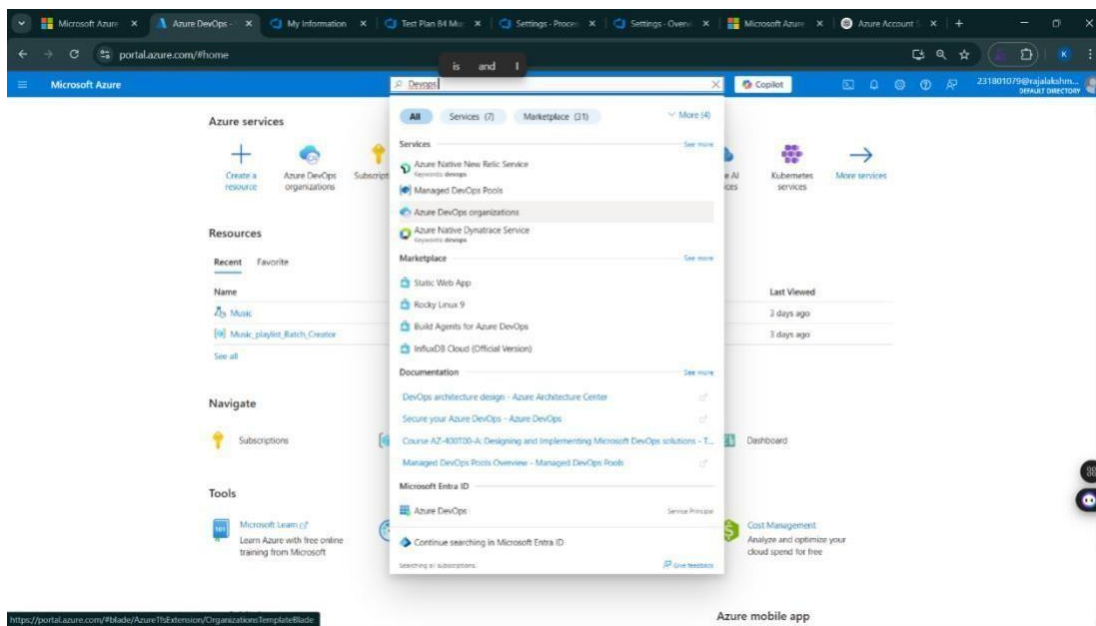 Microsoft Azure
Azure DevOps -
My Information
Test Plan 84 Mus
Settings - Proces
Settings - Overvi
Microsoft Azure
Azure Account S
portal.azure.com/#home
is and I
Microsoft Azure
Devops
Copilot
231801079@rajalakshm...
DEFAULT DIRECTORY
All
Services (7)
Marketplace (31)
More (4)
Azure services
Create a resource
Azure DevOps organizations
Subscript
Kubernetes services
More services
Services
See more
Azure Native New Relic Service
Keywords: devops
Managed DevOps Pools
Azure DevOps organizations
Azure Native Dynatrace Service
Keywords: devops
Marketplace
See more
Static Web App
Rocky Linux 9
Build Agents for Azure DevOps
InfluxDB Cloud (Official Version)
Documentation
See more
DevOps architecture design - Azure Architecture Center
Secure your Azure DevOps - Azure DevOps
Course AZ-400T00-A: Designing and Implementing Microsoft DevOps solutions - T...
Managed DevOps Pools Overview - Managed DevOps Pools
Microsoft Entra ID
Azure DevOps
Service Principal
Continue searching in Microsoft Entra ID
Searching all subscriptions.
Give feedback
Resources
Recent
Favorite
Name
Last Viewed
Music
3 days ago
Music_playlist_Batch_Creator
3 days ago
See all
Navigate
Subscriptions
Dashboard
Tools
Microsoft Learn
Learn Azure with free online
training from Microsoft
Cost Management
Analyze and optimize your
cloud spend for free
https://portal.azure.com/#blade/AzureTfsExtension/OrganizationsTemplateBlade
Azure mobile app